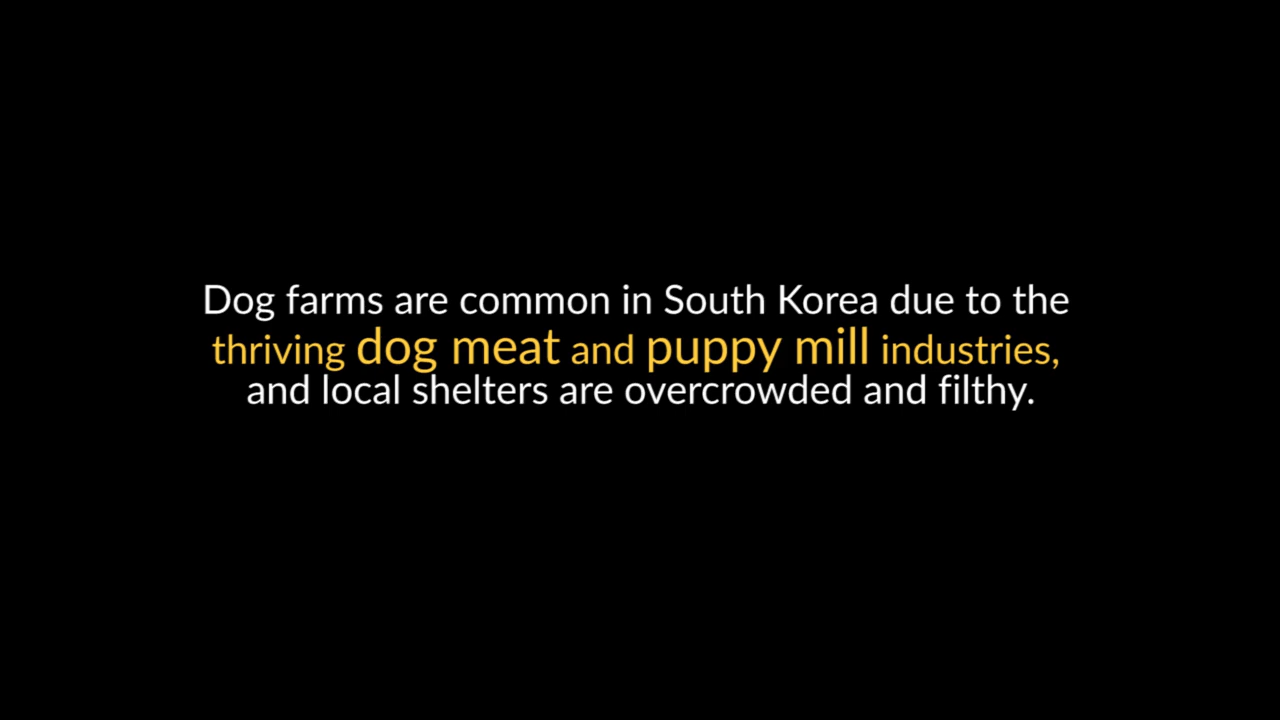 Dog farms are common in South Korea due to the
thriving dog meat and puppy mill industries,
and local shelters are overcrowded and filthy.